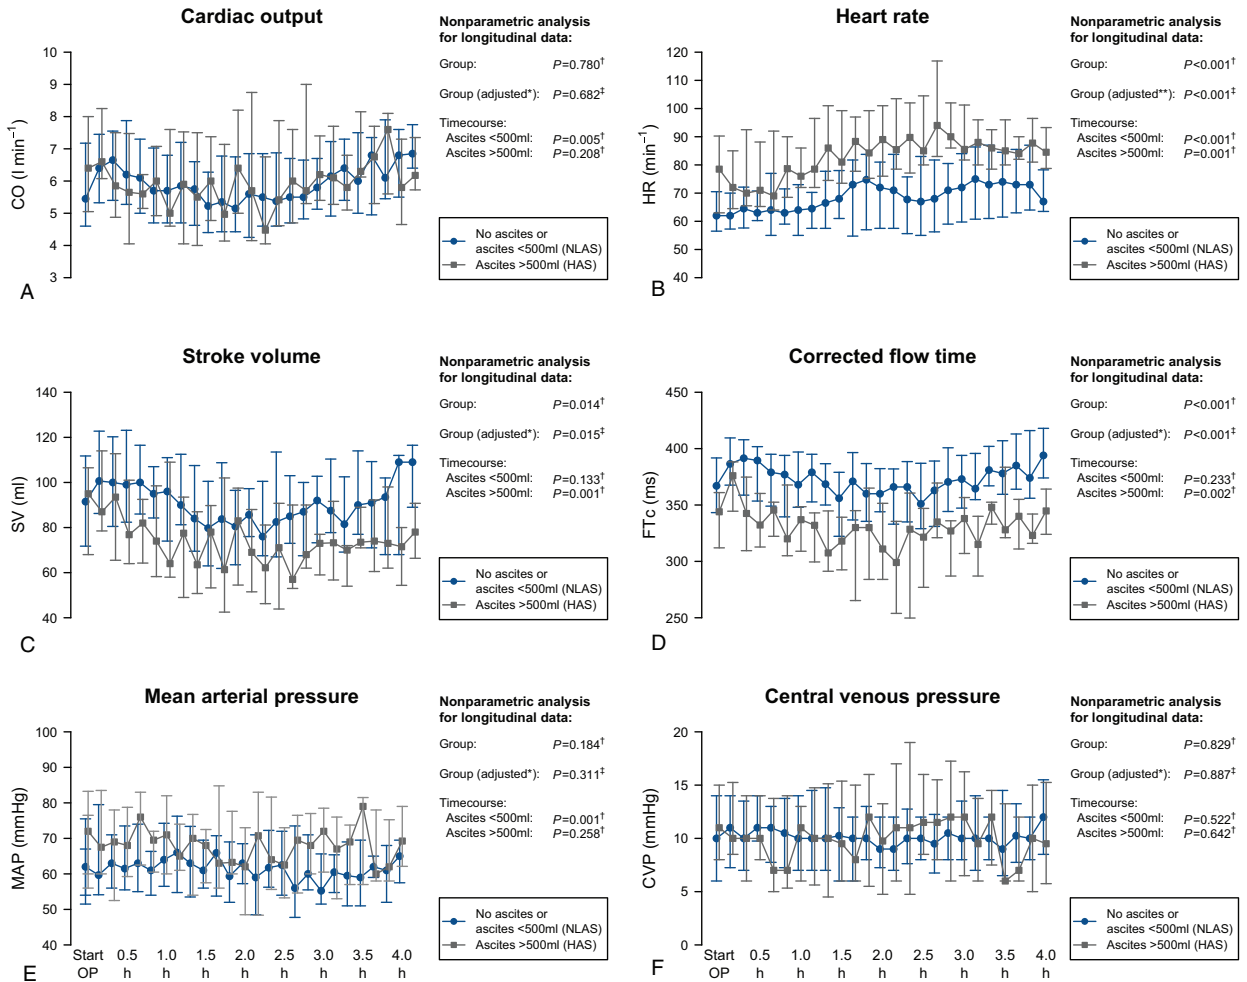 Cardiac output
Nonparametric analysis
for longitudinal data:
Group: P=0.780†
Group (adjusted*): P=0.682‡
Timecourse:
Ascites <500ml: P=0.005†
Ascites >500ml: P=0.208†
CO (l min−1)
10
9
8
7
6
5
4
3
No ascites or
ascites <500ml (NLAS)
Ascites >500ml (HAS)
A
Heart rate
Nonparametric analysis
for longitudinal data:
Group: P<0.001†
Group (adjusted**): P<0.001‡
Timecourse:
Ascites <500ml: P<0.001†
Ascites >500ml: P=0.001†
HR (min−1)
120
110
100
90
80
70
60
50
40
No ascites or
ascites <500ml (NLAS)
Ascites >500ml (HAS)
B
Stroke volume
Nonparametric analysis
for longitudinal data:
Group: P=0.014†
Group (adjusted*): P=0.015‡
Timecourse:
Ascites <500ml: P=0.133†
Ascites >500ml: P=0.001†
SV (ml)
140
120
100
80
60
40
No ascites or
ascites <500ml (NLAS)
Ascites >500ml (HAS)
C
Corrected flow time
Nonparametric analysis
for longitudinal data:
Group: P<0.001†
Group (adjusted*): P<0.001‡
Timecourse:
Ascites <500ml: P=0.233†
Ascites >500ml: P=0.002†
FTc (ms)
450
400
350
300
250
No ascites or
ascites <500ml (NLAS)
Ascites >500ml (HAS)
D
Mean arterial pressure
Nonparametric analysis
for longitudinal data:
Group: P=0.184†
Group (adjusted*): P=0.311‡
Timecourse:
Ascites <500ml: P=0.001†
Ascites >500ml: P=0.258†
MAP (mmHg)
100
90
80
70
60
50
40
No ascites or
ascites <500ml (NLAS)
Ascites >500ml (HAS)
Start 0.5 1.0 1.5 2.0 2.5 3.0 3.5 4.0
OP h h h h h h h h
E
Central venous pressure
Nonparametric analysis
for longitudinal data:
Group: P=0.829†
Group (adjusted*): P=0.887‡
Timecourse:
Ascites <500ml: P=0.522†
Ascites >500ml: P=0.642†
CVP (mmHg)
20
15
10
5
0
No ascites or
ascites <500ml (NLAS)
Ascites >500ml (HAS)
Start 0.5 1.0 1.5 2.0 2.5 3.0 3.5 4.0
OP h h h h h h h h
F